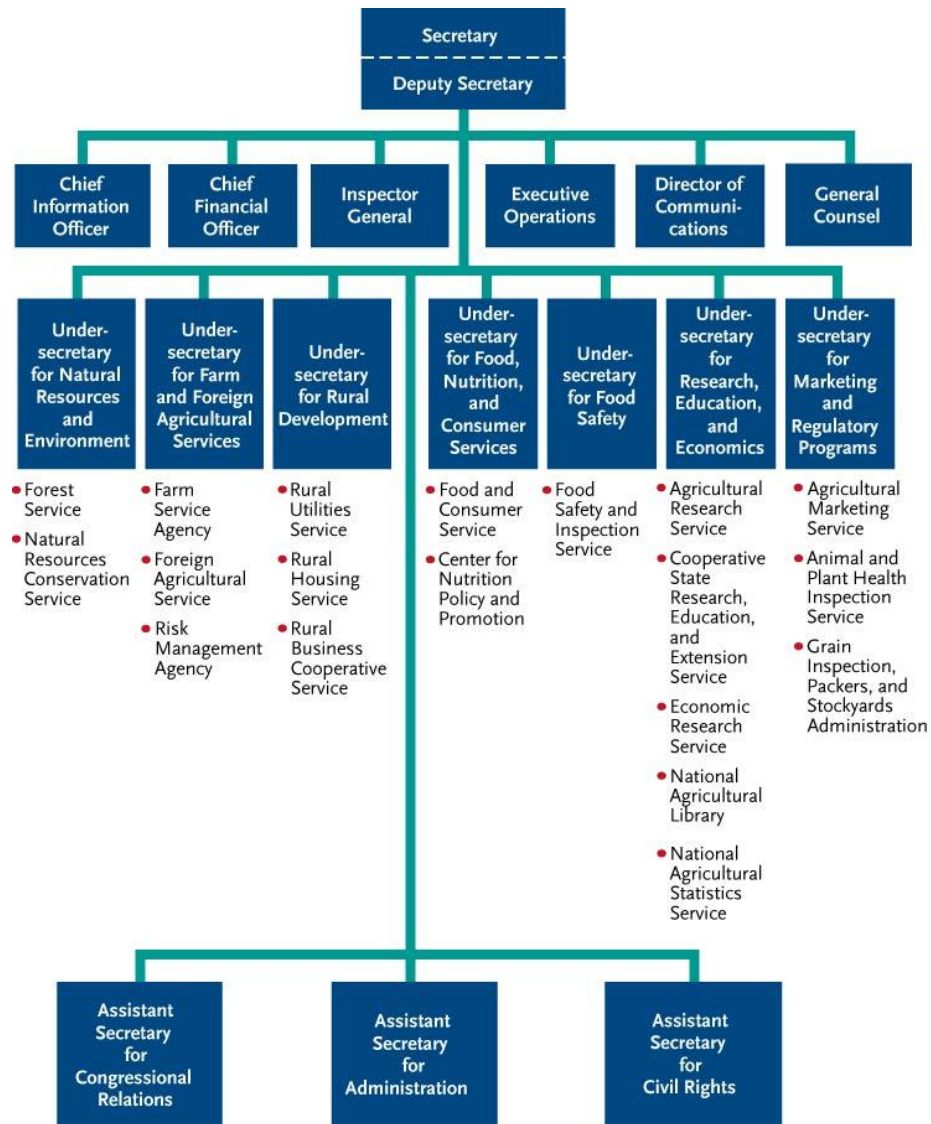 Secretary
Deputy Secretary
Chief
Information
Officer
Chief
Financial
Officer
Inspector
General
Executive
Operations
Director of
Communi-
cations
General
Counsel
Under-
secretary
for Natural
Resources
and
Environment
Under-
secretary
for Farm
and Foreign
Agricultural
Services
Under-
secretary
for Rural
Development
Under-
secretary
for Food,
Nutrition,
and
Consumer
Services
Under-
secretary
for Food
Safety
Under-
secretary
for
Research,
Education,
and
Economics
Under-
secretary
for
Marketing
and
Regulatory
Programs
• Forest
Service
• Natural
Resources
Conservation
Service
• Farm
Service
Agency
• Foreign
Agricultural
Service
• Risk
Management
Agency
• Rural
Utilities
Service
• Rural
Housing
Service
• Rural
Business
Cooperative
Service
• Food and
Consumer
Service
• Center for
Nutrition
Policy and
Promotion
• Food
Safety and
Inspection
Service
• Agricultural
Research
Service
• Cooperative
State
Research,
Education,
and
Extension
Service
• Economic
Research
Service
• National
Agricultural
Library
• National
Agricultural
Statistics
Service
• Agricultural
Marketing
Service
• Animal and
Plant Health
Inspection
Service
• Grain
Inspection,
Packers, and
Stockyards
Administration
Assistant
Secretary
for
Congressional
Relations
Assistant
Secretary
for
Administration
Assistant
Secretary
for
Civil Rights